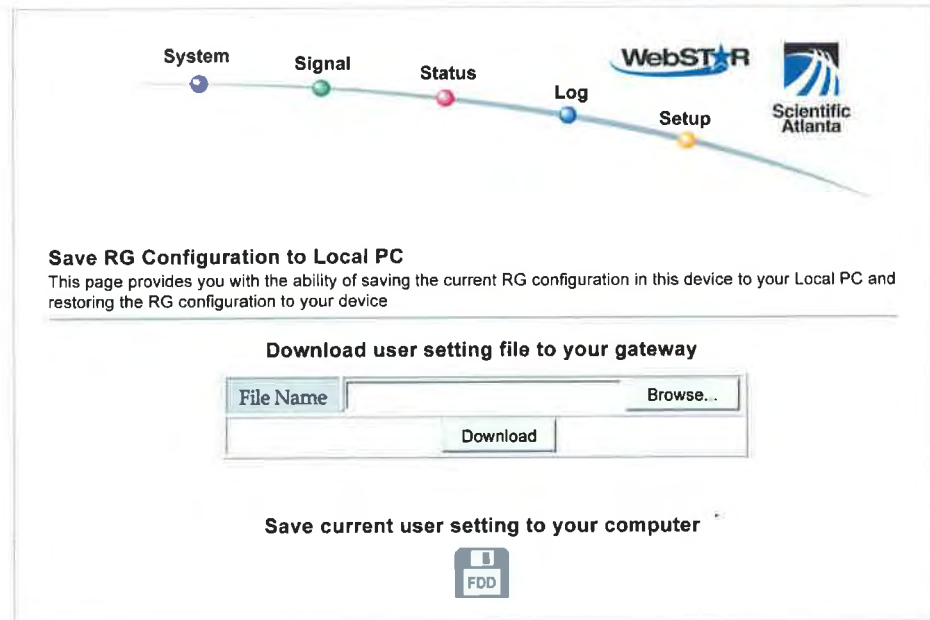 System
Signal
Status
Log
Setup
WebSTAR
Scientific
Atlanta
Save RG Configuration to Local PC
This page provides you with the ability of saving the current RG configuration in this device to your Local PC and
restoring the RG configuration to your device
Download user setting file to your gateway
File Name
Browse...
Download
Save current user setting to your computer
FDD